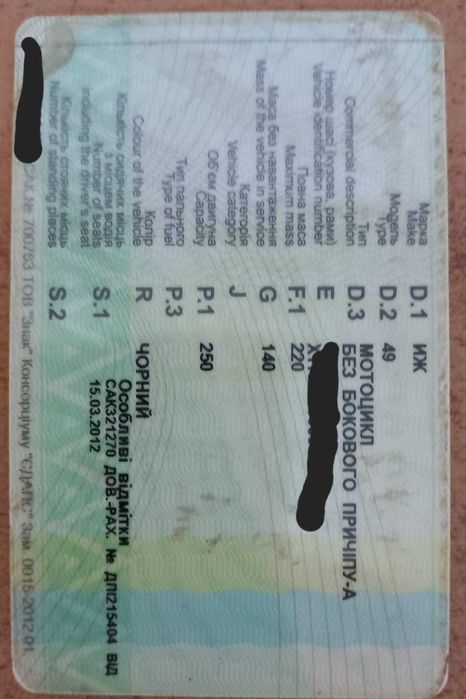 Марка
Make D.1 ИЖ
Модель
Type D.2 49
Тип
Commercial description D.3 МОТОЦИКЛ
БЕЗ БОКОВОГО ПРИЧІПУ-А
Номер шасі (кузова, рами)
Vehicle identification number E
Повна маса
Maximum mass F.1 220
Маса без навантаження
Mass of the vehicle in service G 140
Категорія
Vehicle category J
Об'єм двигуна
Capacity P.1 250
Тип пального
Type of fuel P.3
Колір
Colour of the vehicle R ЧОРНИЙ
Кількість сидячих місць
з місцем водія
Number of seats
including the driver's seat S.1
Кількість стоячих місць
Number of standing places S.2
Особливі відмітки
САК321270 ДОВ.-РАХ. № ДПІ215404 ВІД
15.03.2012
№ 700753 ТОВ "Знак" Консорціуму "ЄДАПС" Зам. 0015-2012 01.